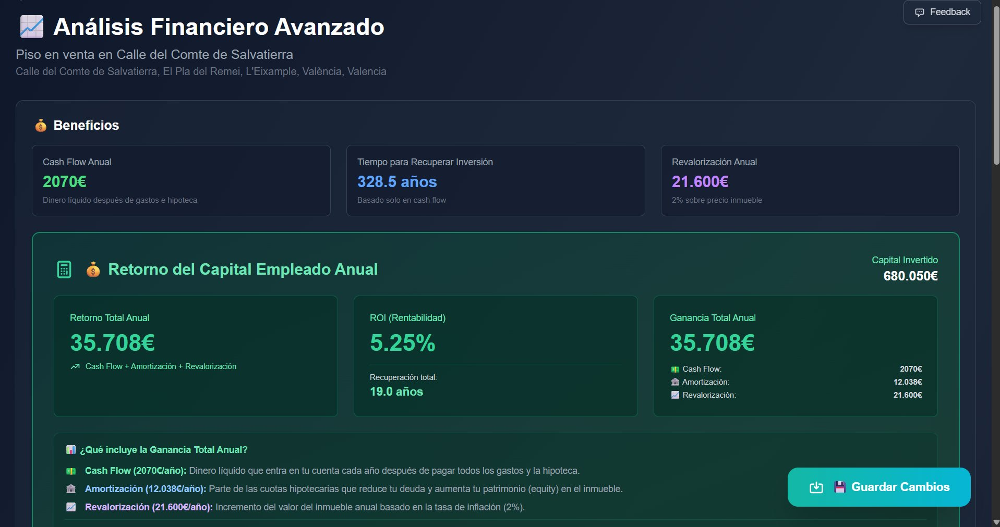 Feedback
Análisis Financiero Avanzado
Piso en venta en Calle del Comte de Salvatierra
Calle del Comte de Salvatierra, El Pla del Remei, L'Eixample, València, Valencia
Beneficios
Cash Flow Anual
2070€
Dinero líquido después de gastos e hipoteca
Tiempo para Recuperar Inversión
328.5 años
Basado solo en cash flow
Revalorización Anual
21.600€
2% sobre precio inmueble
Retorno del Capital Empleado Anual
Capital Invertido
680.050€
Retorno Total Anual
35.708€
Cash Flow + Amortización + Revalorización
ROI (Rentabilidad)
5.25%
Recuperación total:
19.0 años
Ganancia Total Anual
35.708€
Cash Flow: 2070€
Amortización: 12.038€
Revalorización: 21.600€
¿Qué incluye la Ganancia Total Anual?
Cash Flow (2070€/año): Dinero líquido que entra en tu cuenta cada año después de pagar todos los gastos y la hipoteca.
Amortización (12.038€/año): Parte de las cuotas hipotecarias que reduce tu deuda y aumenta tu patrimonio (equity) en el inmueble.
Revalorización (21.600€/año): Incremento del valor del inmueble anual basado en la tasa de inflación (2%).
Guardar Cambios